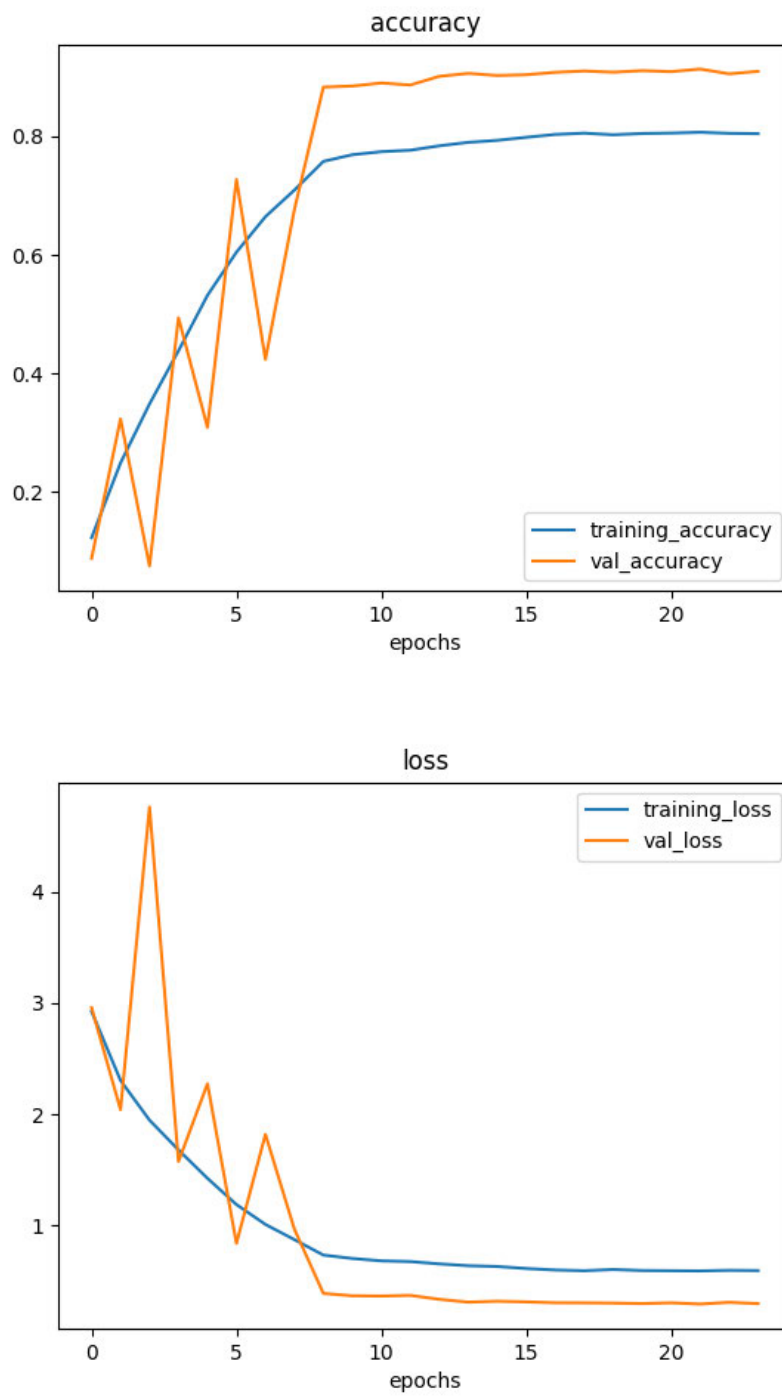 accuracy
0.8
0.6
0.4
0.2
training_accuracy
val_accuracy
0 5 10 15 20
epochs
loss
training_loss
val_loss
4
3
2
1
0 5 10 15 20
epochs